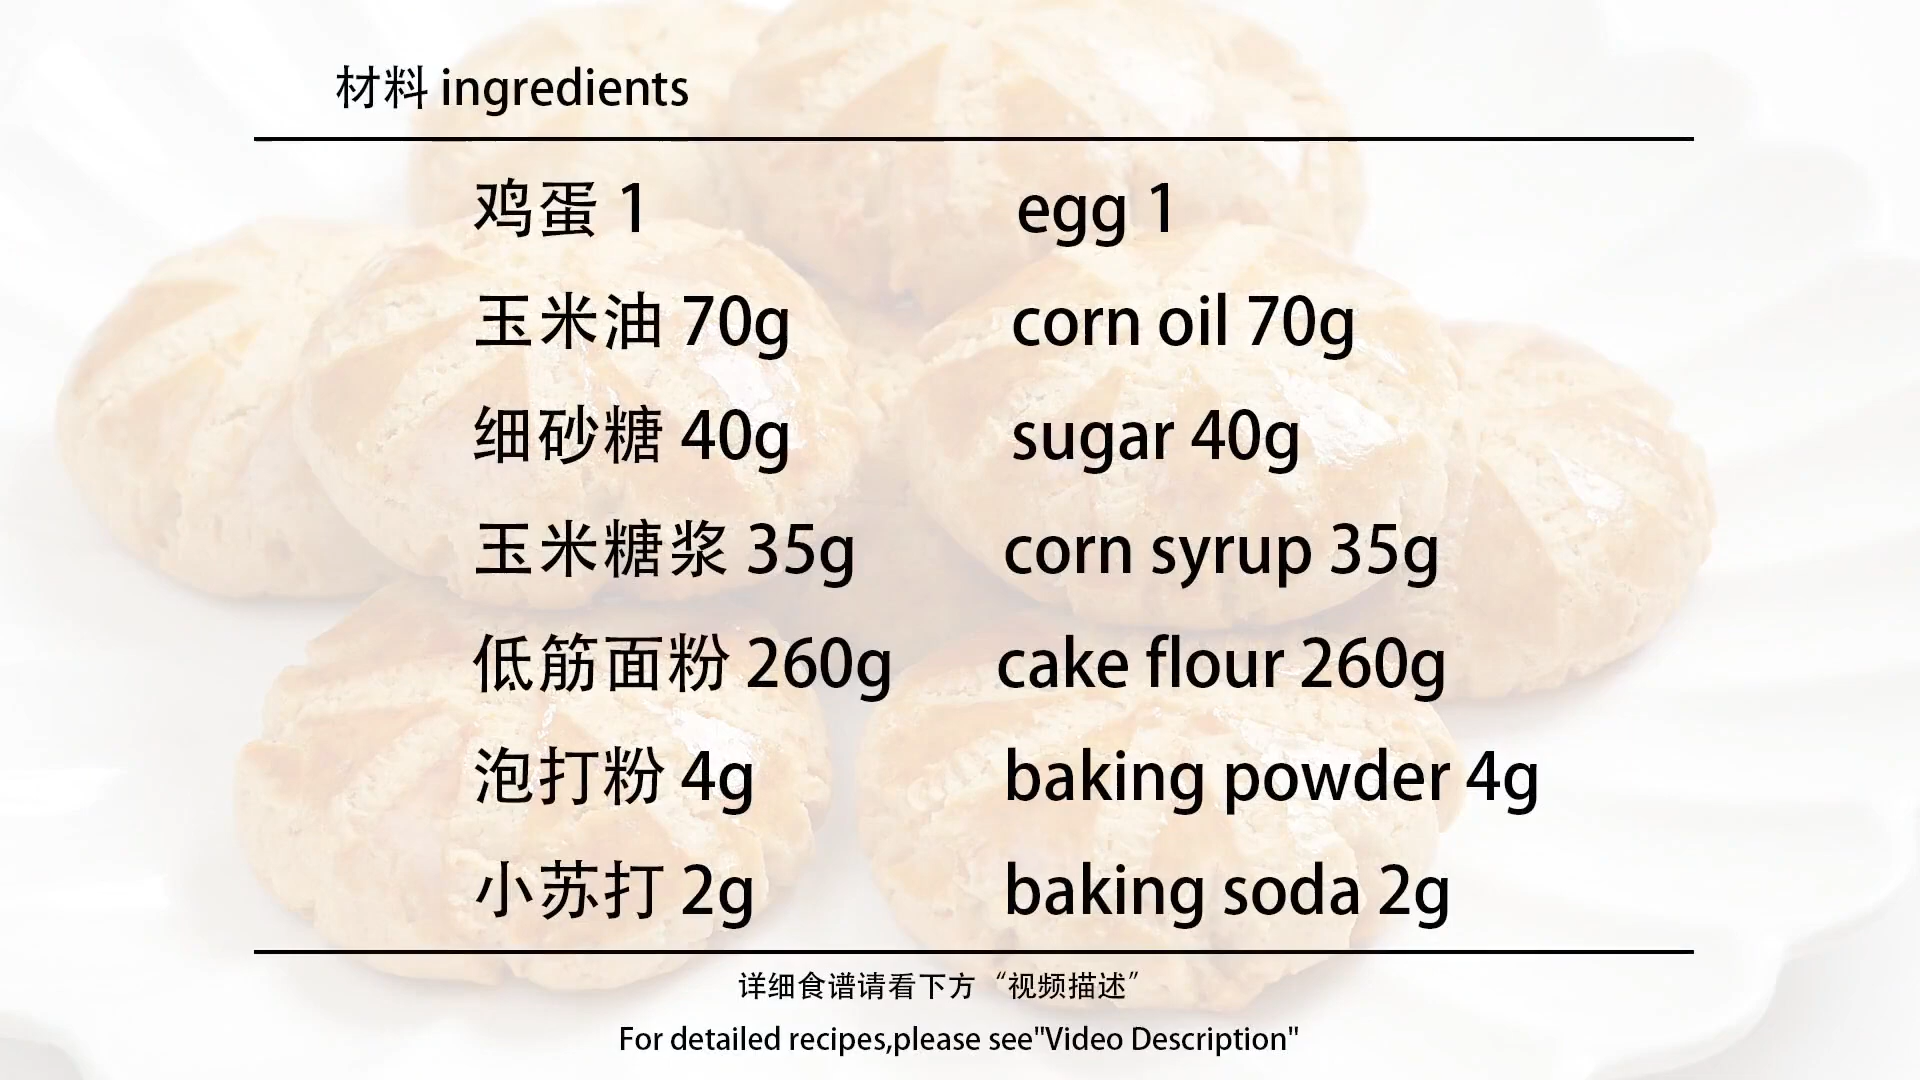 材料 ingredients
鸡蛋 1 egg 1
玉米油 70g corn oil 70g
细砂糖 40g sugar 40g
玉米糖浆 35g corn syrup 35g
低筋面粉 260g cake flour 260g
泡打粉 4g baking powder 4g
小苏打 2g baking soda 2g
详细食谱请看下方“视频描述”
For detailed recipes,please see"Video Description"